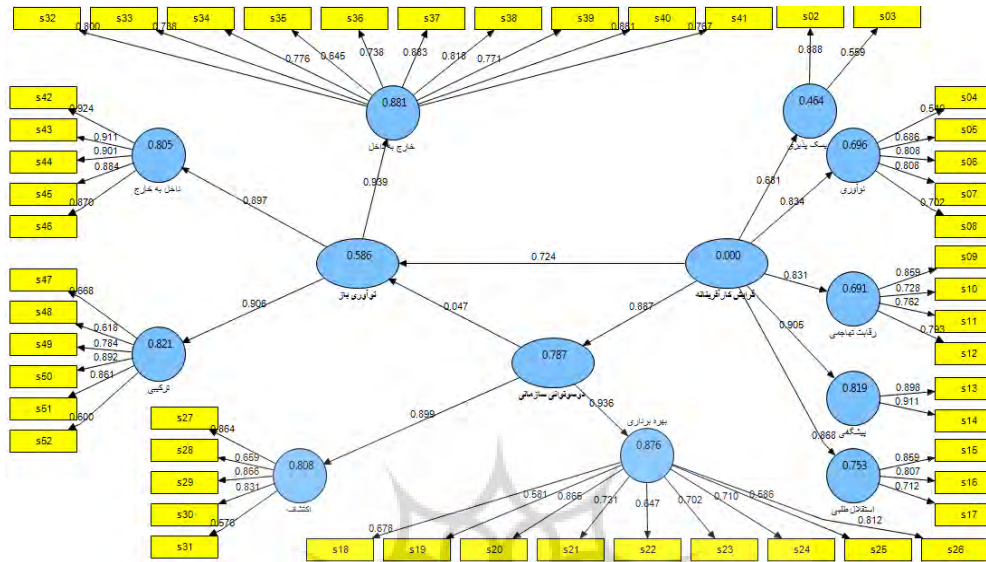 s32
s33
s34
s35
s36
s37
s38
s39
s40
s41
s02
s03
0.800
0.776
0.645
0.738
0.883
0.818
0.771
0.881
0.767
0.888
0.559
0.881
خارج به داخل
0.464
ریسک پذیری
s42
s43
s44
s45
s46
0.924
0.911
0.901
0.884
0.870
0.805
داخل به خارج
0.696
نوآوری
0.540
0.686
0.808
0.808
0.702
s04
s05
s06
s07
s08
0.939
0.897
0.681
0.834
0.586
نوآوری باز
0.724
0.000
گرایش کارآفرینانه
0.831
0.691
رقابت تهاجمی
0.859
0.728
0.762
0.793
s09
s10
s11
s12
s47
s48
s49
s50
s51
s52
0.668
0.618
0.784
0.892
0.861
0.600
0.821
ترکیبی
0.906
0.047
0.887
0.787
دوسوتوانی سازمانی
0.905
0.819
پیشگامی
0.898
0.911
s13
s14
0.868
0.753
استقلال طلبی
0.859
0.807
0.712
s15
s16
s17
0.899
0.936
بهره برداری
0.876
s27
s28
s29
s30
s31
0.864
0.659
0.866
0.831
0.578
0.808
اکتشاف
0.678
0.581
0.865
0.731
0.647
0.702
0.710
0.586
0.812
s18
s19
s20
s21
s22
s23
s24
s25
s26